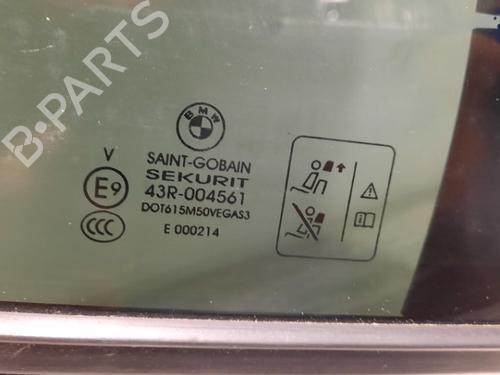 B-PARTS
BMW
SAINT-GOBAIN
SEKURIT
V
E9
43R-004561
DOT615M50VEGAS3
CCC
E 000214